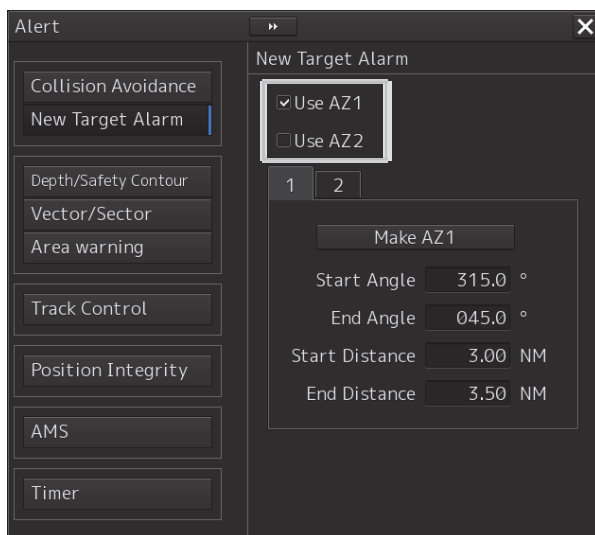 Alert
New Target Alarm
Collision Avoidance
New Target Alarm
Depth/Safety Contour
Vector/Sector
Area warning
Track Control
Position Integrity
AMS
Timer
Use AZ1
Use AZ2
1 2
Make AZ1
Start Angle 315.0 °
End Angle 045.0 °
Start Distance 3.00 NM
End Distance 3.50 NM